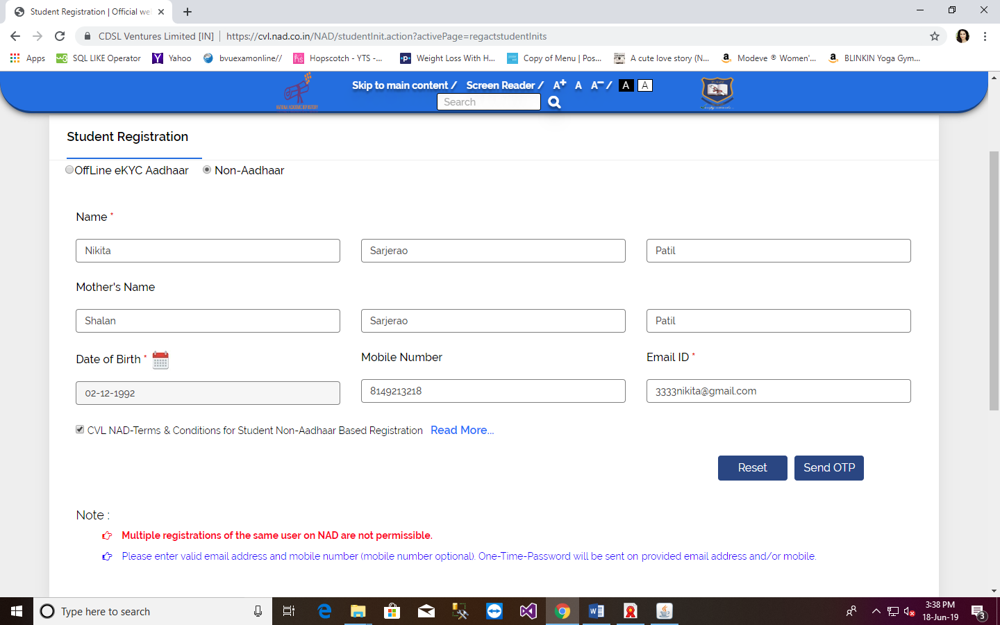 Student Registration | Official we
CDSL Ventures Limited [IN] | https://cvl.nad.co.in/NAD/studentInit.action?activePage=regactstudentInits
Apps SQL LIKE Operator Yahoo bvuexamonline// Hopscotch - YTS -... Weight Loss With H... Copy of Menu | Pos... A cute love story (N... Modeve ® Women'... BLINKIN Yoga Gym...
Skip to main content / Screen Reader / A+ A A− / A A
Search
Student Registration
OffLine eKYC Aadhaar Non-Aadhaar
Name *
Nikita Sarjerao Patil
Mother's Name
Shalan Sarjerao Patil
Date of Birth * Mobile Number Email ID *
02-12-1992 8149213218 3333nikita@gmail.com
CVL NAD-Terms & Conditions for Student Non-Aadhaar Based Registration Read More...
Reset Send OTP
Note :
Multiple registrations of the same user on NAD are not permissible.
Please enter valid email address and mobile number (mobile number optional). One-Time-Password will be sent on provided email address and/or mobile.
Type here to search
3:38 PM
18-Jun-19
3